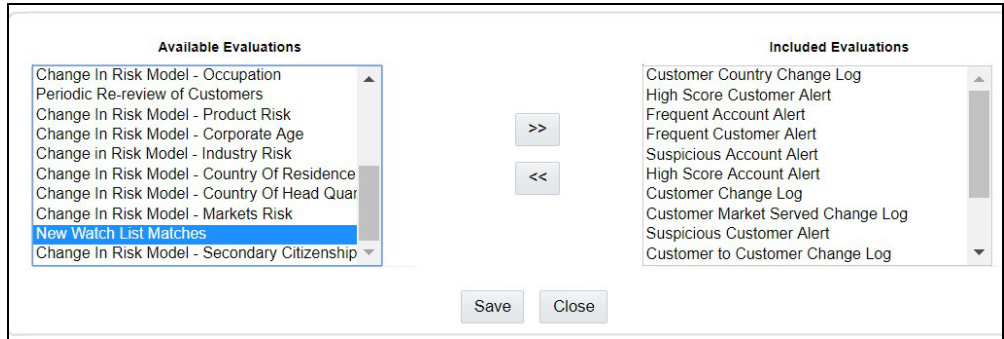 Available Evaluations
Change In Risk Model - Occupation
Periodic Re-review of Customers
Change In Risk Model - Product Risk
Change In Risk Model - Corporate Age
Change in Risk Model - Industry Risk
Change In Risk Model - Country Of Residence
Change In Risk Model - Country Of Head Quar
Change In Risk Model - Markets Risk
New Watch List Matches
Change In Risk Model - Secondary Citizenship
>>
<<
Included Evaluations
Customer Country Change Log
High Score Customer Alert
Frequent Account Alert
Frequent Customer Alert
Suspicious Account Alert
High Score Account Alert
Customer Change Log
Customer Market Served Change Log
Suspicious Customer Alert
Customer to Customer Change Log
Save
Close